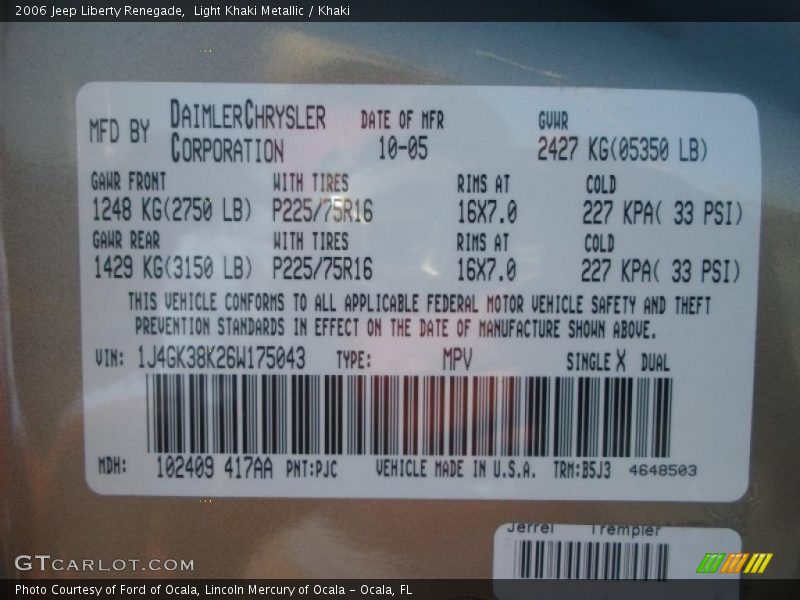 2006 Jeep Liberty Renegade,  Light Khaki Metallic / Khaki
MFD BY DAIMLERCHRYSLER CORPORATION DATE OF MFR 10-05 GVWR 2427 KG(05350 LB)
GAWR FRONT WITH TIRES RIMS AT COLD
1248 KG(2750 LB) P225/75R16 16X7.0 227 KPA( 33 PSI)
GAWR REAR WITH TIRES RIMS AT COLD
1429 KG(3150 LB) P225/75R16 16X7.0 227 KPA( 33 PSI)
THIS VEHICLE CONFORMS TO ALL APPLICABLE FEDERAL MOTOR VEHICLE SAFETY AND THEFT
PREVENTION STANDARDS IN EFFECT ON THE DATE OF MANUFACTURE SHOWN ABOVE.
VIN: 1J4GK38K26W175043 TYPE: MPV SINGLE X DUAL
MDH: 102409 417AA PNT:PJC VEHICLE MADE IN U.S.A. TRM:B5J3 4648503
Jerrel Trempler
GTCARLOT.COM
Photo Courtesy of Ford of Ocala, Lincoln Mercury of Ocala – Ocala, FL